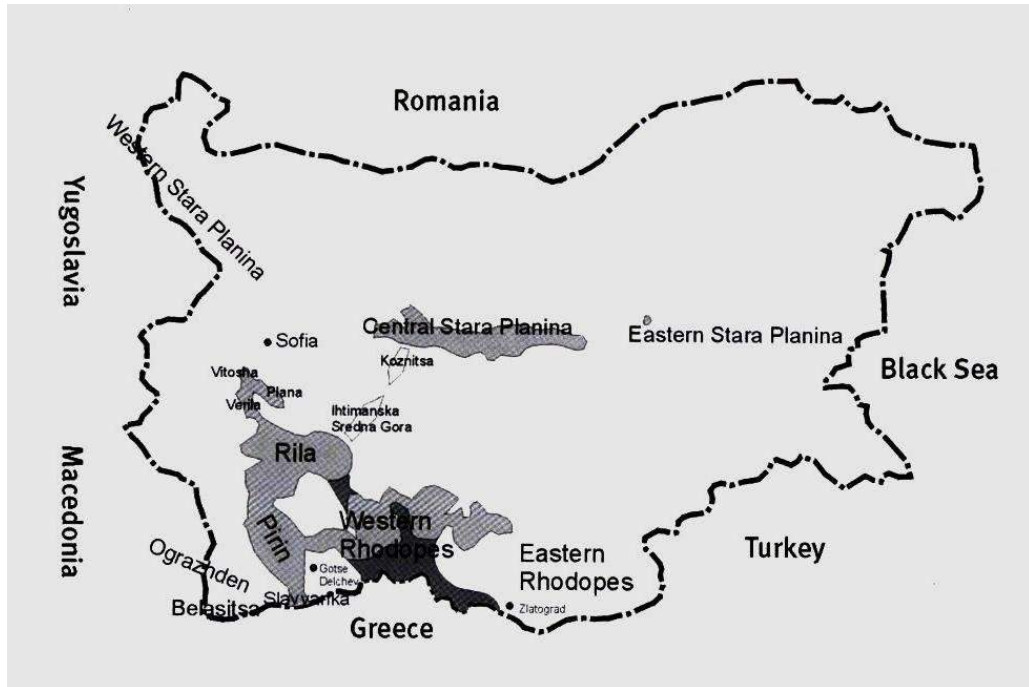 Romania
Western Stara Planina
Yugoslavia
Central Stara Planina
Eastern Stara Planina
Sofia
Koznitsa
Black Sea
Vitosha
Plana
Verila
Ihtimanska
Sredna Gora
Rila
Macedonia
Pirin
Western
Rhodopes
Eastern
Rhodopes
Turkey
Ograzhden
Gotse
Delchev
Slavyanka
Belasitsa
Zlatograd
Greece